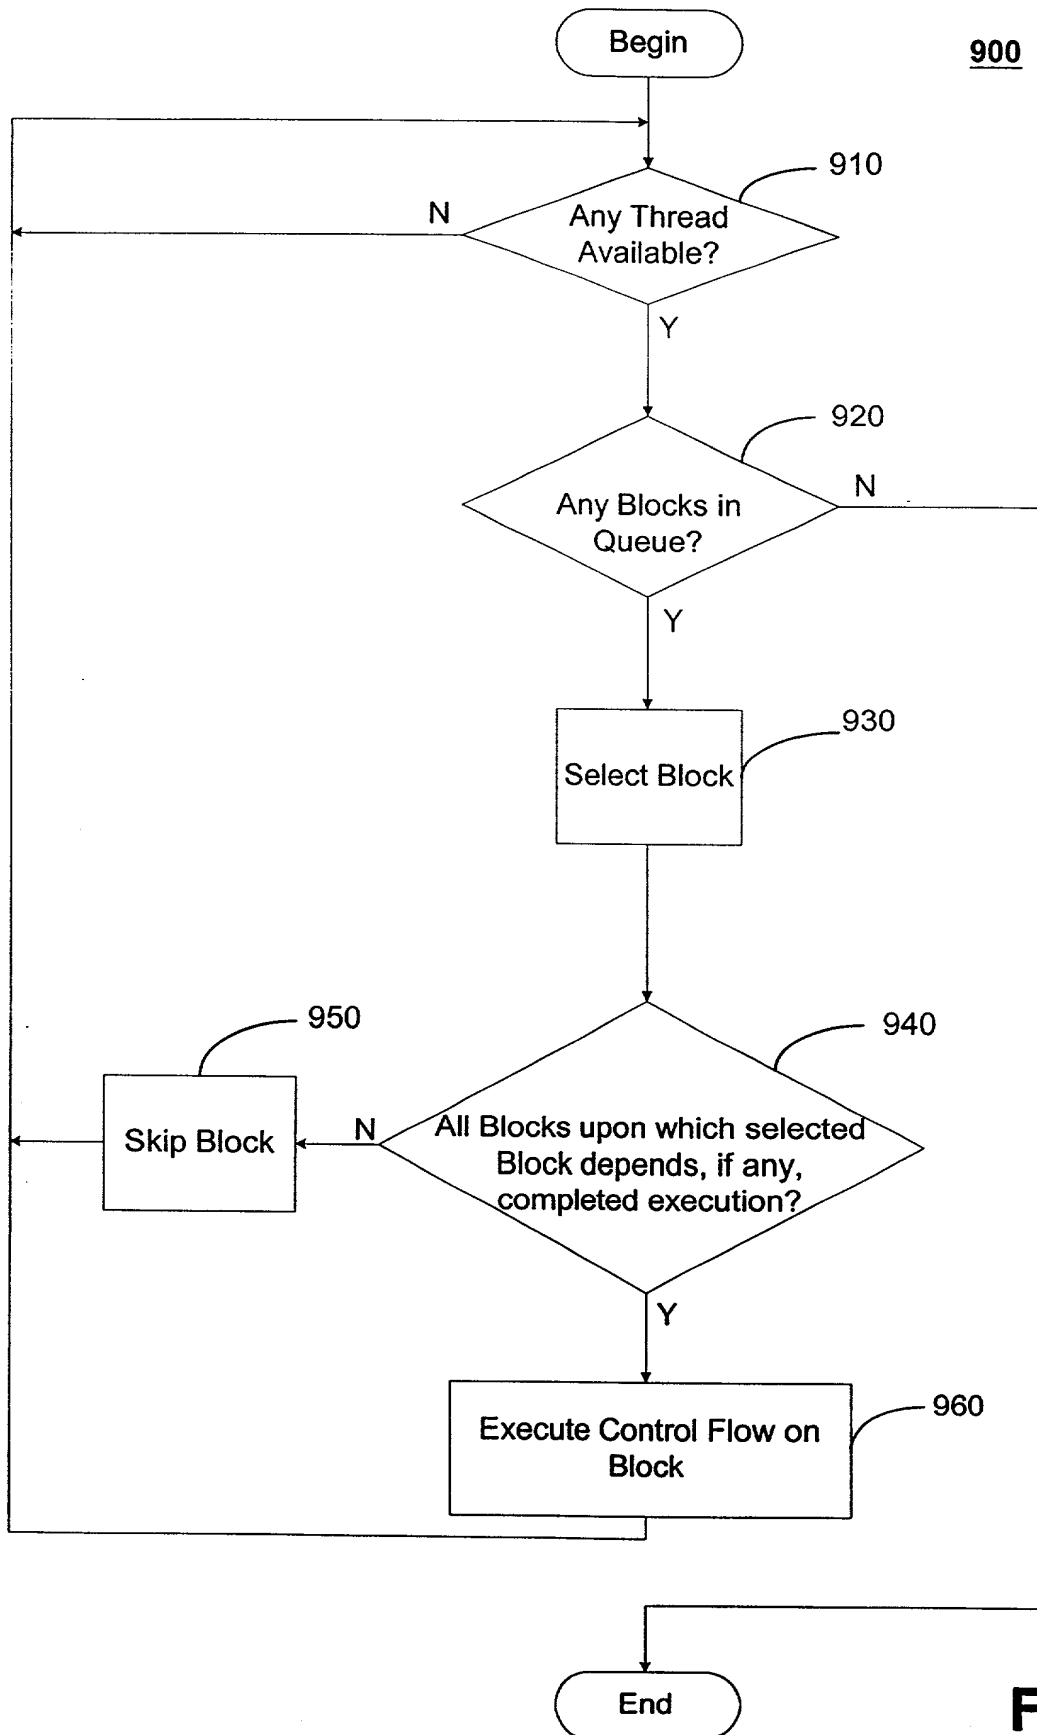 Begin
900
910
Any Thread
Available?
N
Y
920
Any Blocks in
Queue?
N
Y
930
Select Block
950
940
Skip Block
N
All Blocks upon which selected
Block depends, if any,
completed execution?
Y
960
Execute Control Flow on
Block
End
F